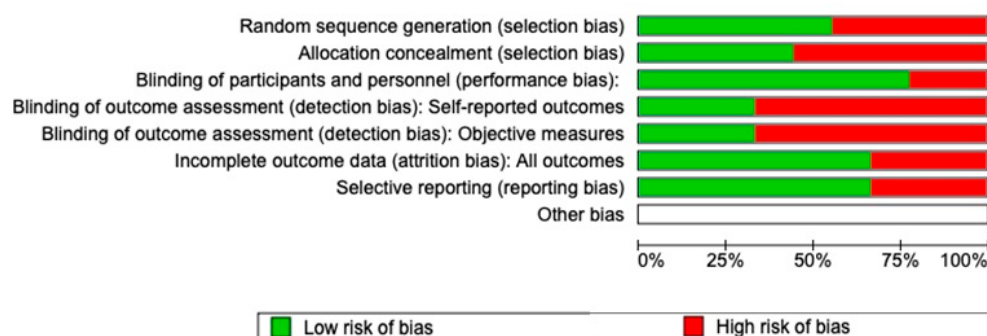 Random sequence generation (selection bias)
Allocation concealment (selection bias)
Blinding of participants and personnel (performance bias):
Blinding of outcome assessment (detection bias): Self-reported outcomes
Blinding of outcome assessment (detection bias): Objective measures
Incomplete outcome data (attrition bias): All outcomes
Selective reporting (reporting bias)
Other bias
0% 25% 50% 75% 100%
Low risk of bias High risk of bias